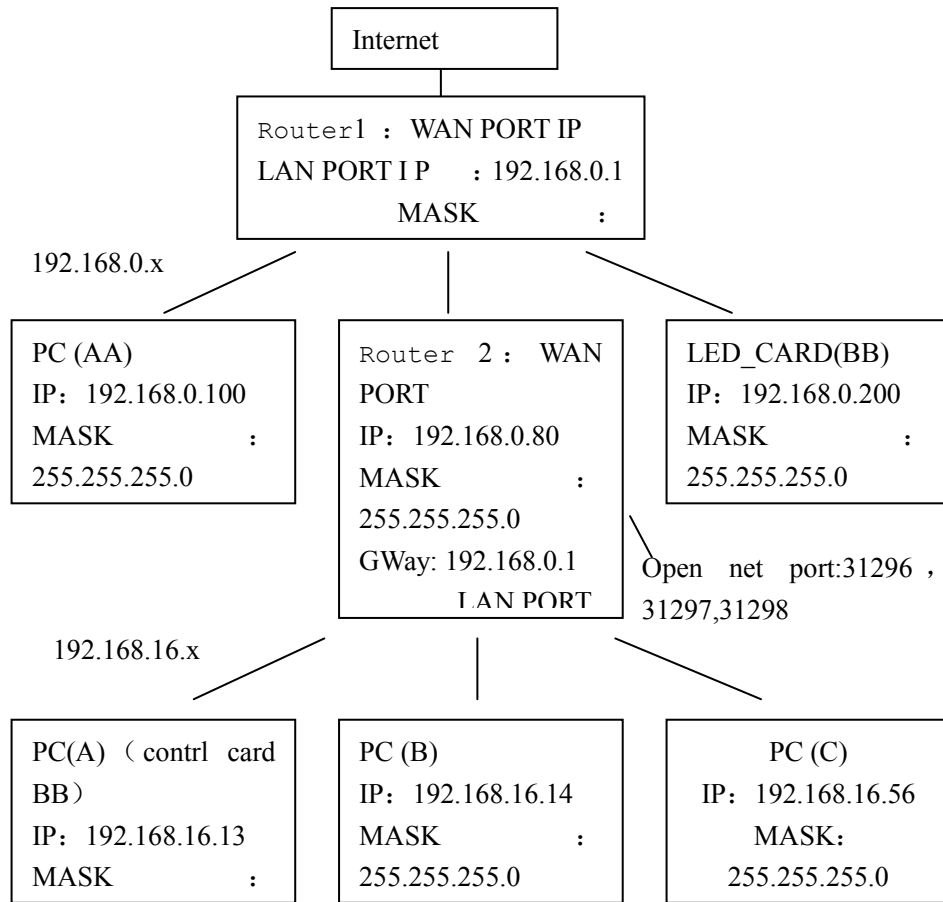 Internet
Router1 ：WAN PORT IP
LAN PORT I P ：192.168.0.1
MASK ：
192.168.0.x
PC (AA)
IP：192.168.0.100
MASK ：
255.255.255.0
Router 2： WAN
PORT
IP：192.168.0.80
MASK ：
255.255.255.0
GWay: 192.168.0.1
LAN PORT
LED_CARD(BB)
IP：192.168.0.200
MASK ：
255.255.255.0
Open net port:31296，
31297,31298
192.168.16.x
PC(A)（contrl card
BB）
IP：192.168.16.13
MASK ：
PC (B)
IP：192.168.16.14
MASK ：
255.255.255.0
PC (C)
IP：192.168.16.56
MASK：
255.255.255.0